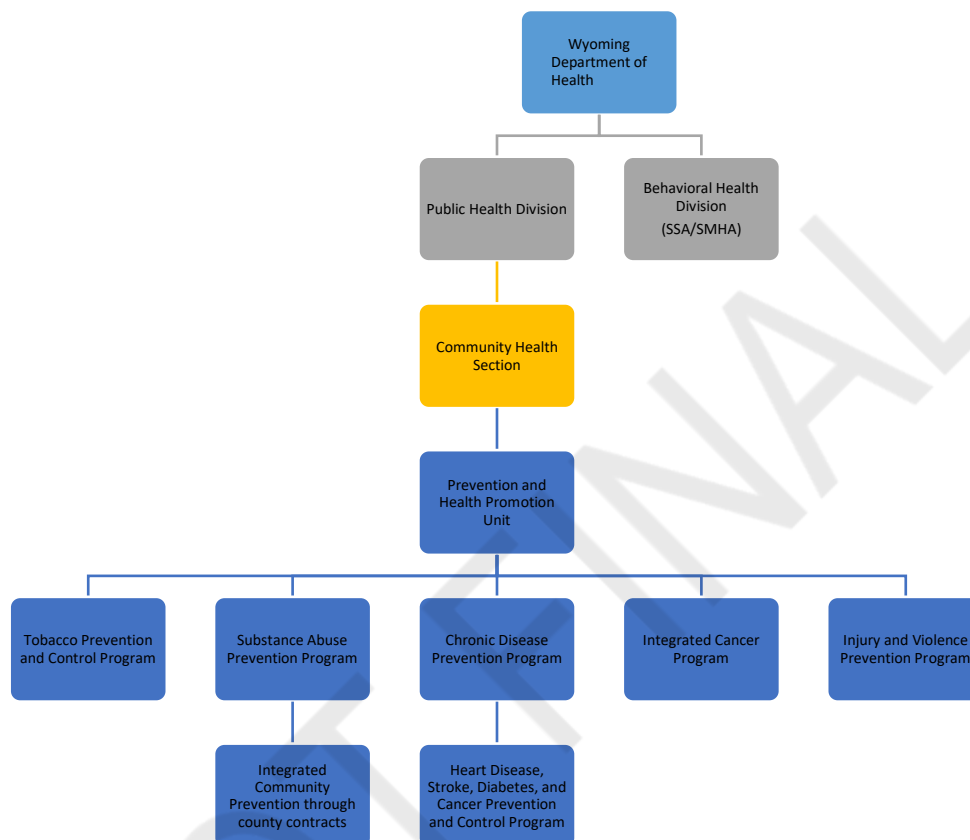 Wyoming
Department of
Health
Public Health Division
Behavioral Health
Division
(SSA/SMHA)
Community Health
Section
Prevention and
Health Promotion
Unit
Tobacco Prevention
and Control Program
Substance Abuse
Prevention Program
Chronic Disease
Prevention Program
Integrated Cancer
Program
Injury and Violence
Prevention Program
Integrated
Community
Prevention through
county contracts
Heart Disease,
Stroke, Diabetes, and
Cancer Prevention
and Control Program
OT FINAL